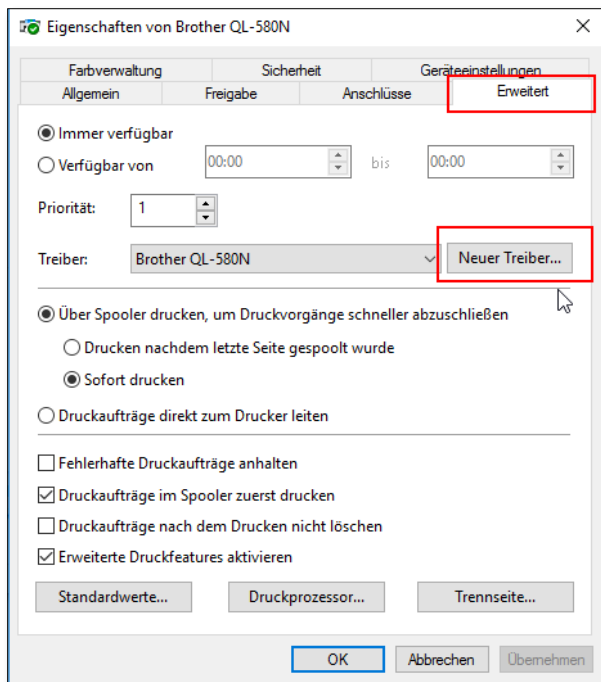 Eigenschaften von Brother QL-580N
Farbverwaltung Sicherheit Geräteeinstellungen
Allgemein Freigabe Anschlüsse Erweitert
Immer verfügbar
Verfügbar von 00:00 bis 00:00
Priorität: 1
Treiber: Brother QL-580N Neuer Treiber...
Über Spooler drucken, um Druckvorgänge schneller abzuschließen
Drucken nachdem letzte Seite gespoolt wurde
Sofort drucken
Druckaufträge direkt zum Drucker leiten
Fehlerhafte Druckaufträge anhalten
Druckaufträge im Spooler zuerst drucken
Druckaufträge nach dem Drucken nicht löschen
Erweiterte Druckfeatures aktivieren
Standardwerte... Druckprozessor... Trennseite...
OK Abbrechen Übernehmen